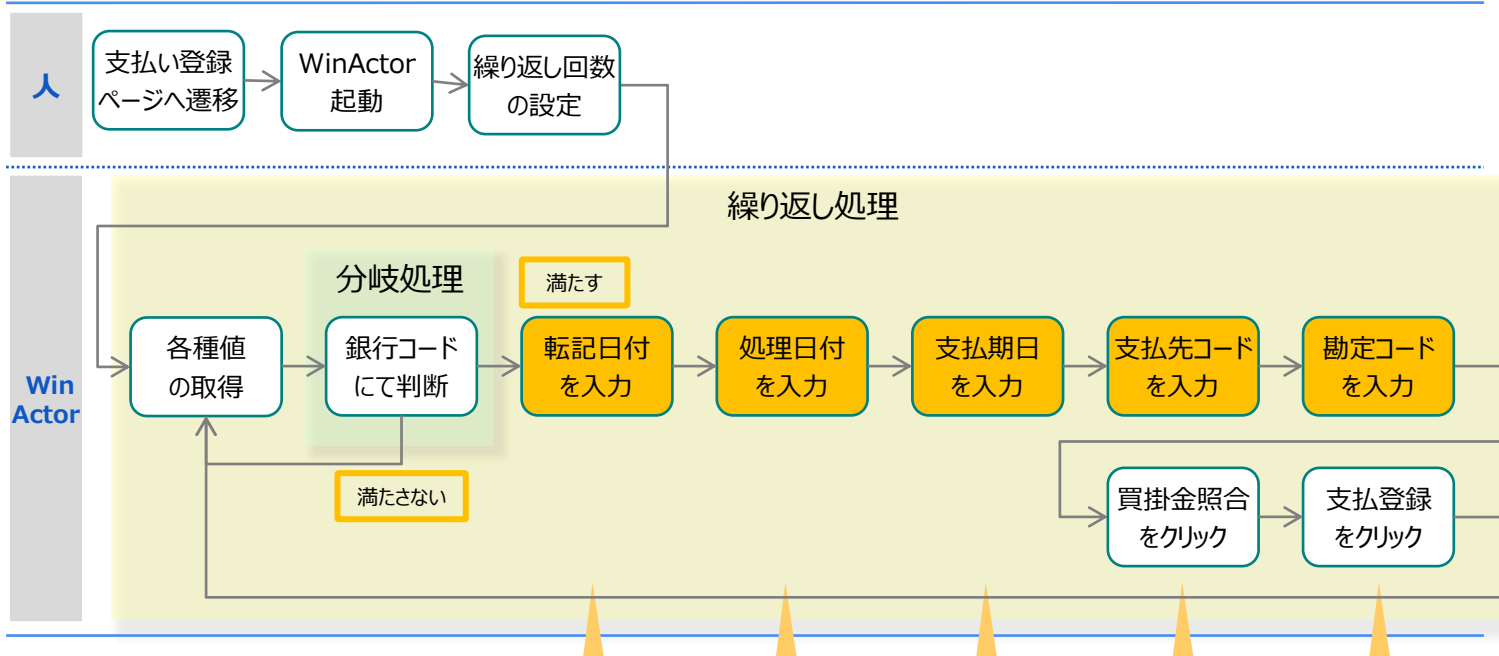 人
支払い登録
ページへ遷移
WinActor
起動
繰り返し回数
の設定
繰り返し処理
分岐処理
満たす
Win
Actor
各種値
の取得
銀行コード
にて判断
転記日付
を入力
処理日付
を入力
支払期日
を入力
支払先コード
を入力
勘定コード
を入力
満たさない
買掛金照合
をクリック
支払登録
をクリック